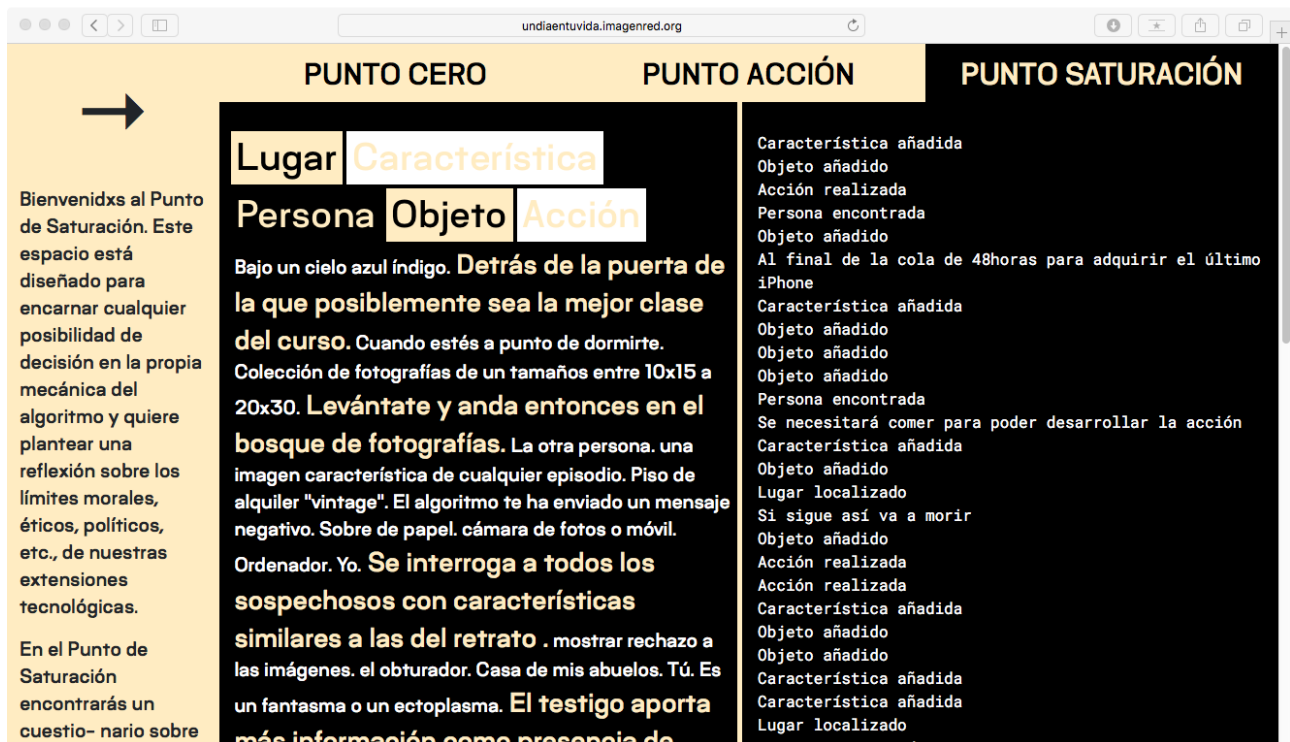 undiaentuvida.imagenred.org
PUNTO CERO
PUNTO ACCIÓN
PUNTO SATURACIÓN
Bienvenidxs al Punto
de Saturación. Este
espacio está
diseñado para
encarnar cualquier
posibilidad de
decisión en la propia
mecánica del
algoritmo y quiere
plantear una
reflexión sobre los
límites morales,
éticos, políticos,
etc., de nuestras
extensiones
tecnológicas.
En el Punto de
Saturación
encontrarás un
cuestio- nario sobre
Lugar Característica
Persona Objeto Acción
Bajo un cielo azul índigo. Detrás de la puerta de
la que posiblemente sea la mejor clase
del curso. Cuando estés a punto de dormirte.
Colección de fotografías de un tamaños entre 10x15 a
20x30. Levántate y anda entonces en el
bosque de fotografías. La otra persona. una
imagen característica de cualquier episodio. Piso de
alquiler "vintage". El algoritmo te ha enviado un mensaje
negativo. Sobre de papel. cámara de fotos o móvil.
Ordenador. Yo. Se interroga a todos los
sospechosos con características
similares a las del retrato . mostrar rechazo a
las imágenes. el obturador. Casa de mis abuelos. Tú. Es
un fantasma o un ectoplasma. El testigo aporta
más información como presencia de
Característica añadida
Objeto añadido
Acción realizada
Persona encontrada
Objeto añadido
Al final de la cola de 48horas para adquirir el último
iPhone
Característica añadida
Objeto añadido
Objeto añadido
Objeto añadido
Persona encontrada
Se necesitará comer para poder desarrollar la acción
Característica añadida
Objeto añadido
Lugar localizado
Si sigue así va a morir
Objeto añadido
Acción realizada
Acción realizada
Característica añadida
Objeto añadido
Objeto añadido
Característica añadida
Característica añadida
Lugar localizado